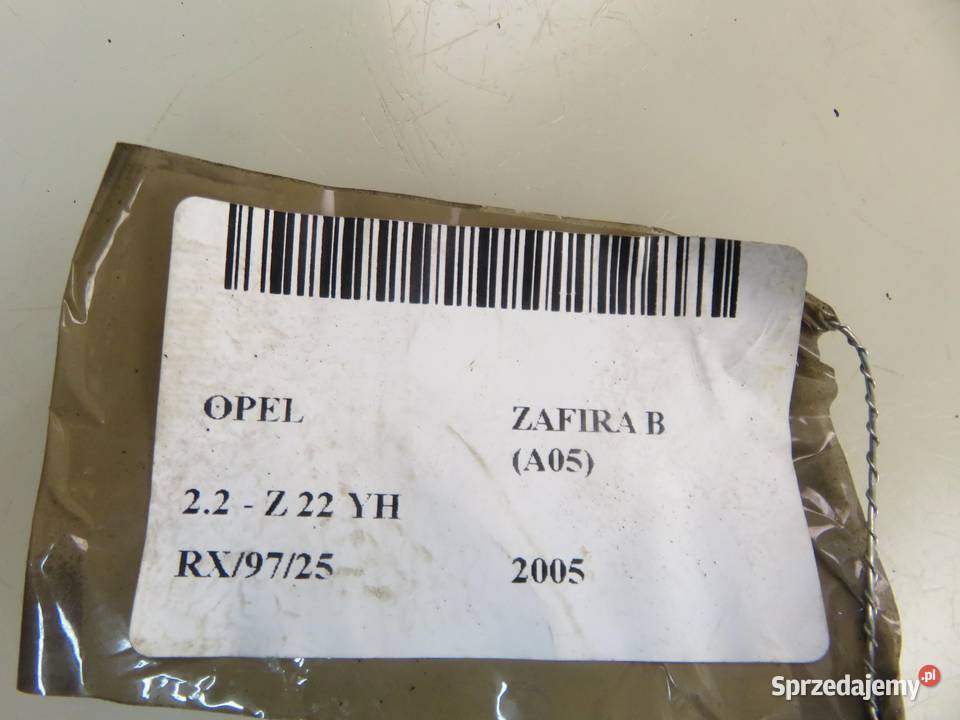 OPEL
ZAFIRA B
(A05)
2.2 - Z 22 YH
RX/97/25
2005
Sprzedajemy.pl